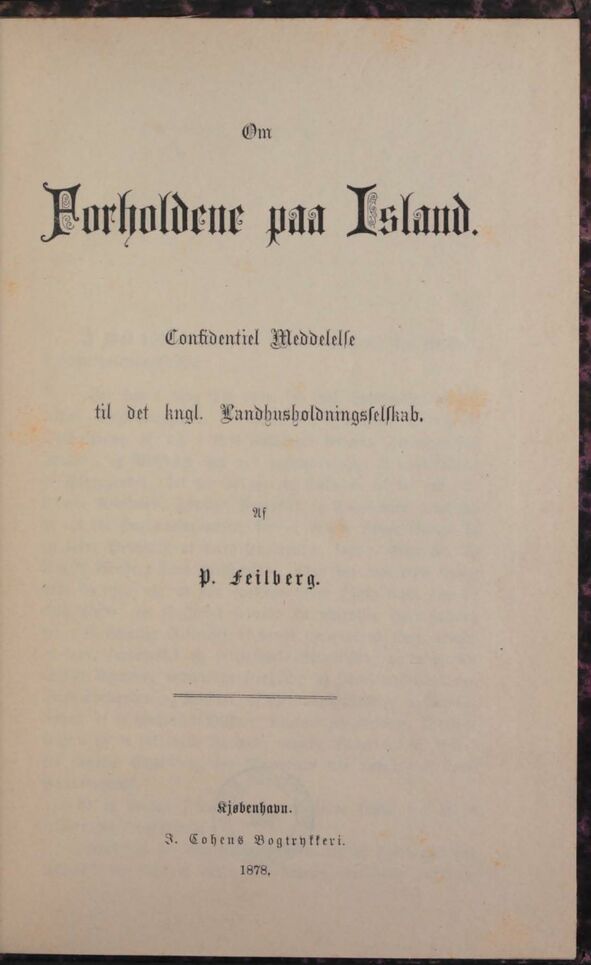 Om
Forholdene paa Island.
Confidentiel Meddelelse
til det kngl. Landhusholdningsselskab.
Af
P. Feilberg.
Kjøbenhavn.
J. Cohens Bogtrykkeri.
1878.